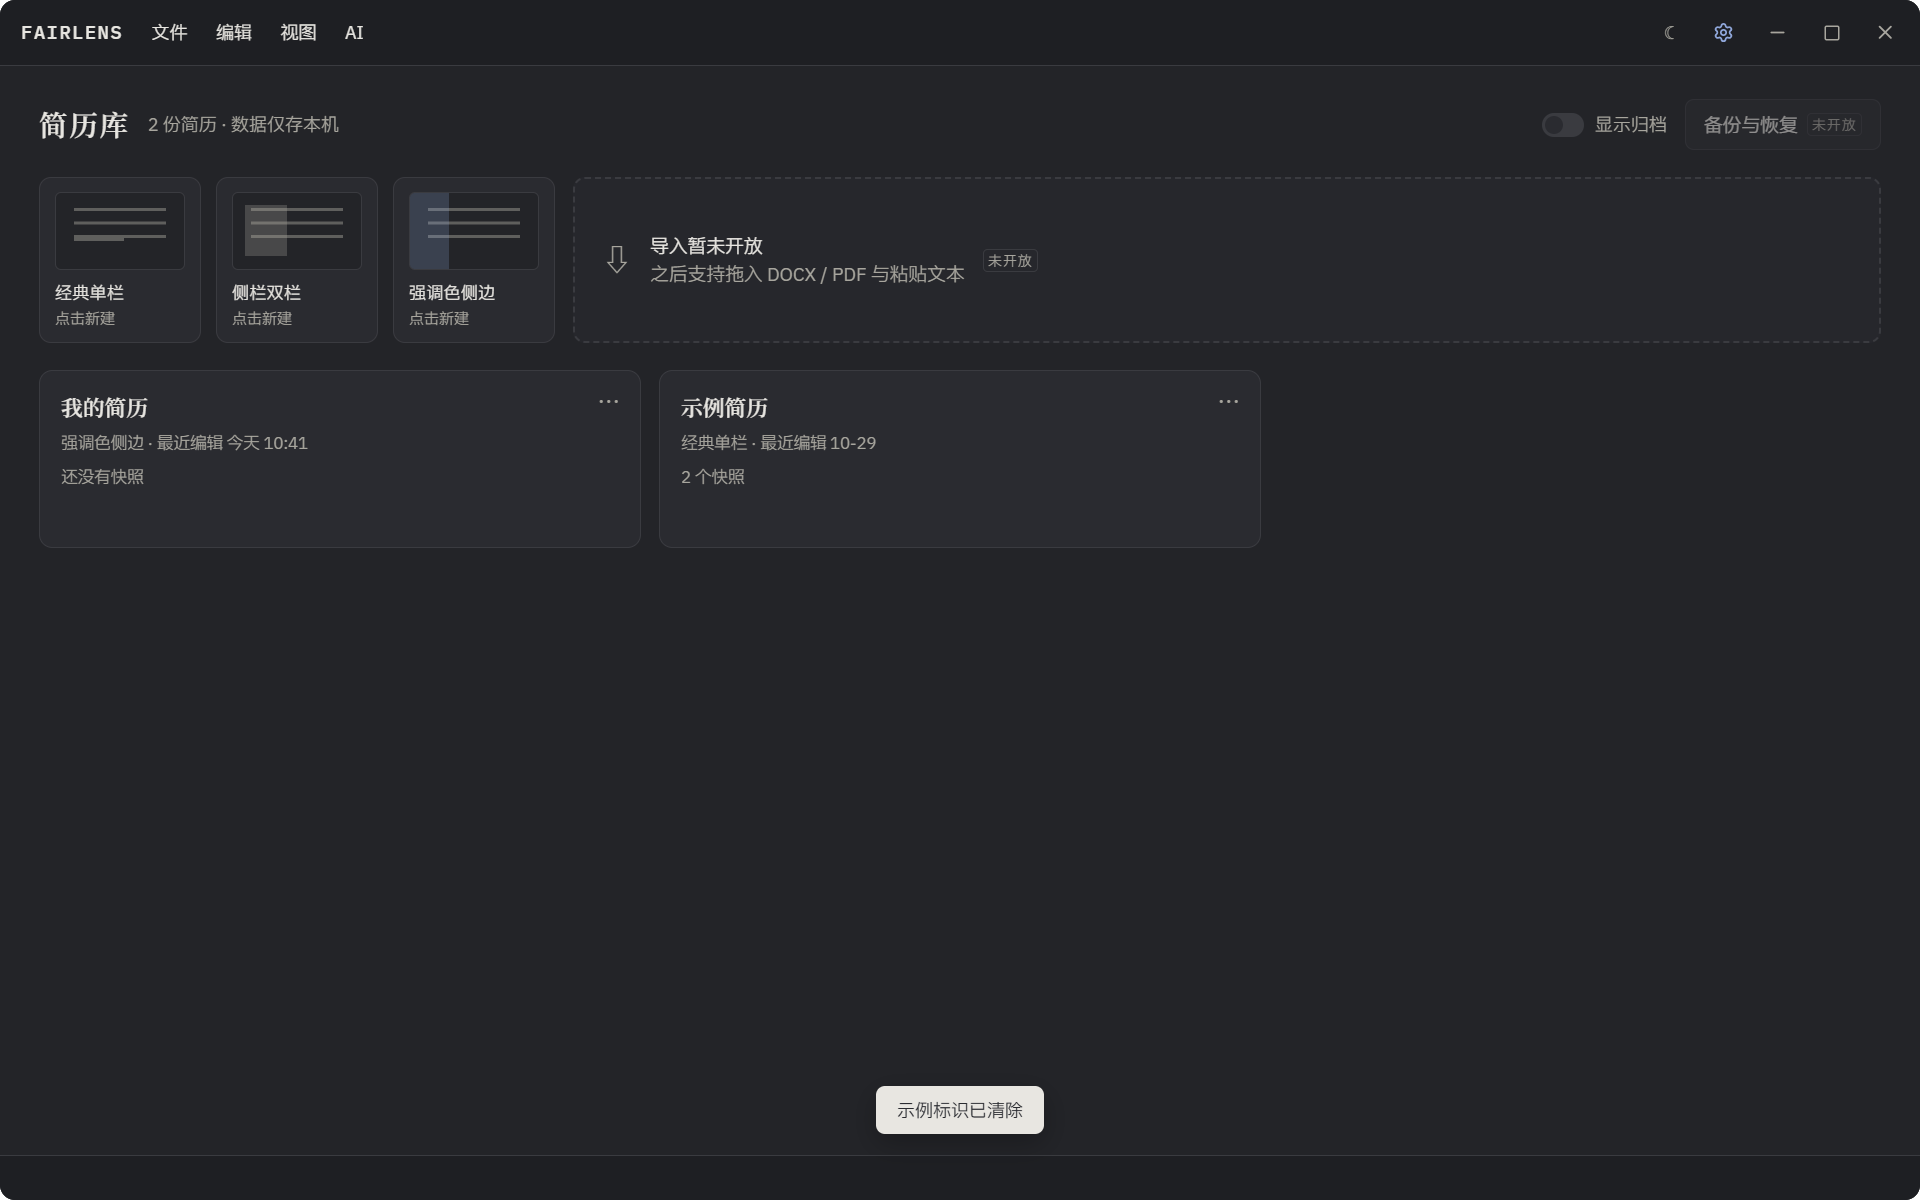 FAIRLENS 文件 编辑 视图 AI
简历库 2 份简历 · 数据仅存本机 显示归档 备份与恢复 未开放
经典单栏
点击新建
侧栏双栏
点击新建
强调色侧边
点击新建
导入暂未开放
之后支持拖入 DOCX / PDF 与粘贴文本
未开放
我的简历 ···
强调色侧边 · 最近编辑 今天 10:41
还没有快照
示例简历 ···
经典单栏 · 最近编辑 10-29
2 个快照
示例标识已清除